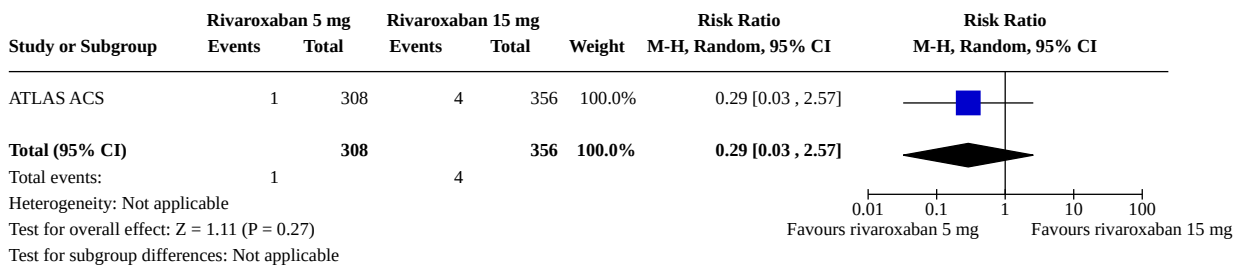 Rivaroxaban 5 mg Rivaroxaban 15 mg Risk Ratio Risk Ratio
Study or Subgroup Events Total Events Total Weight M-H, Random, 95% CI M-H, Random, 95% CI
ATLAS ACS 1 308 4 356 100.0% 0.29 [0.03 , 2.57]
Total (95% CI) 308 356 100.0% 0.29 [0.03 , 2.57]
Total events: 1 4
Heterogeneity: Not applicable 0.01 0.1 1 10 100
Test for overall effect: Z = 1.11 (P = 0.27) Favours rivaroxaban 5 mg Favours rivaroxaban 15 mg
Test for subgroup differences: Not applicable